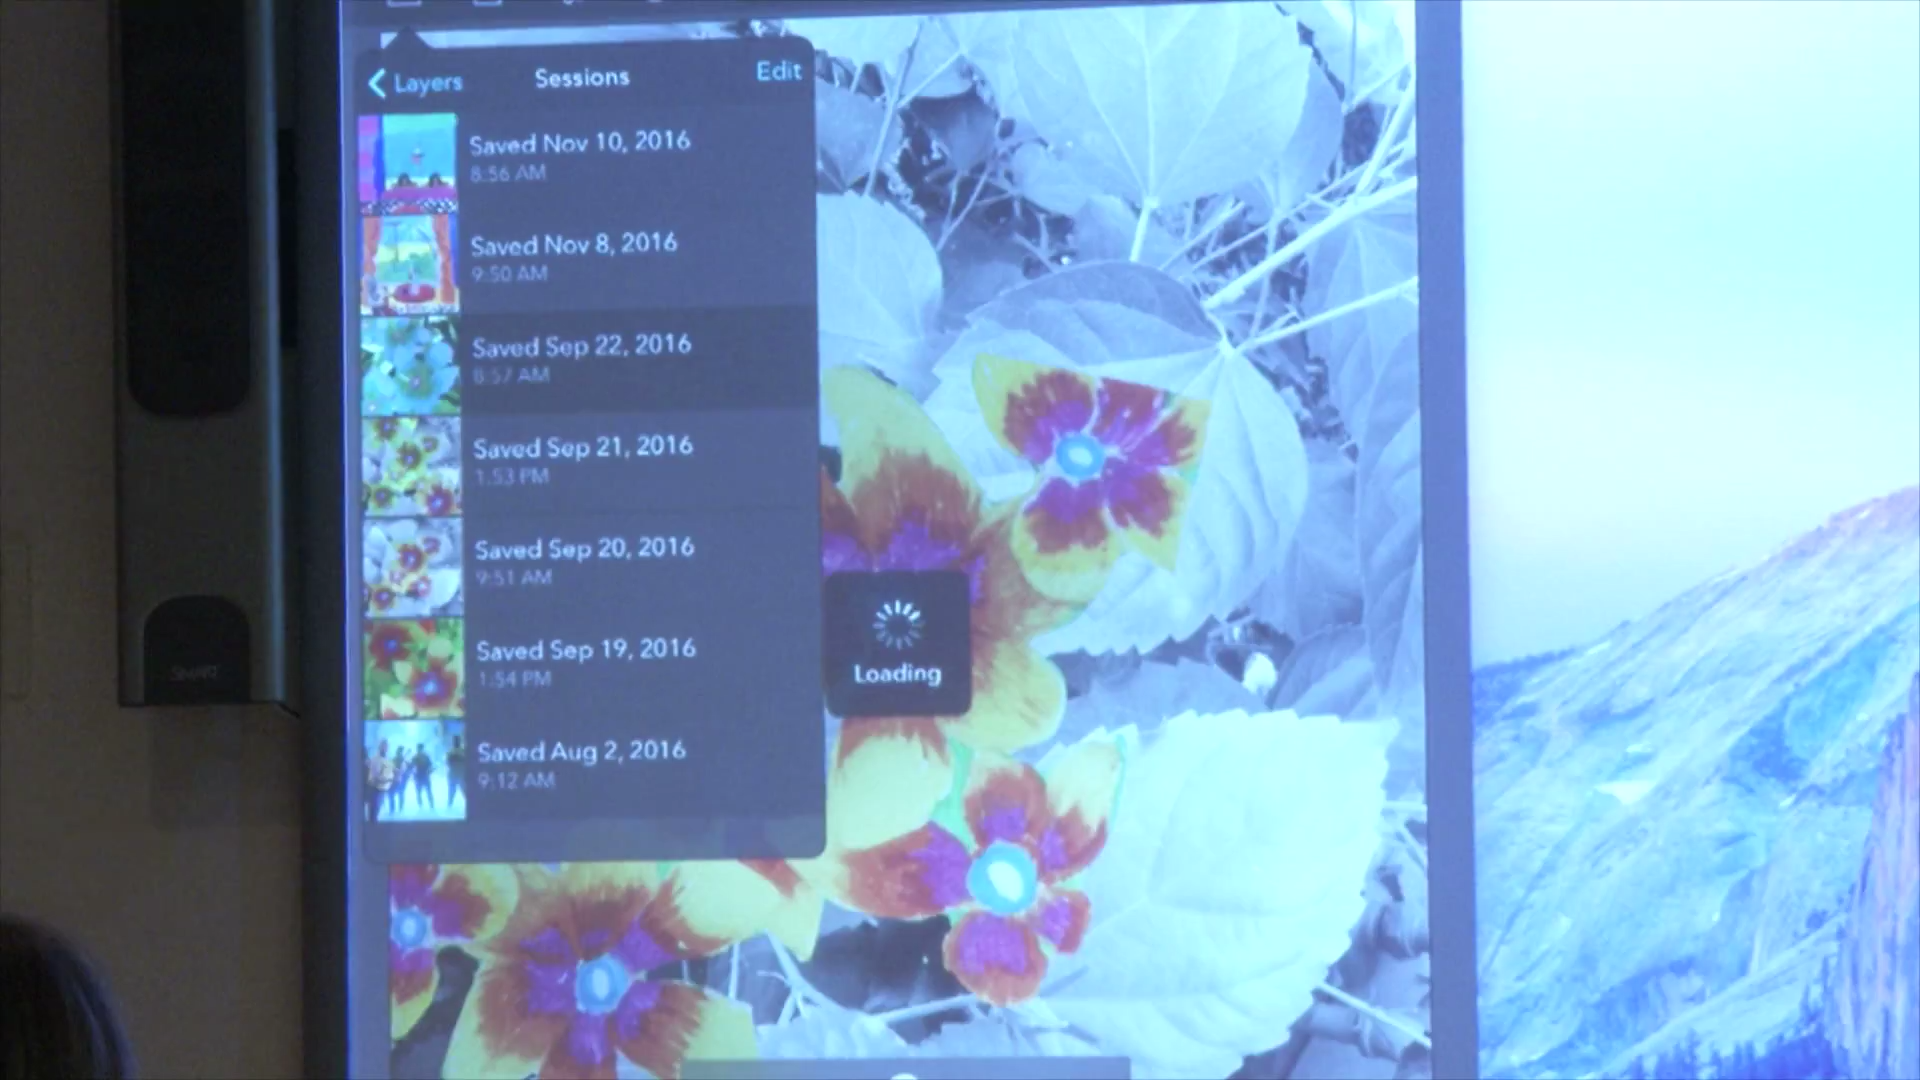 Layers
Sessions
Edit
Saved Nov 10, 2016
8:56 AM
Saved Nov 8, 2016
9:50 AM
Saved Sep 22, 2016
8:57 AM
Saved Sep 21, 2016
1:53 PM
Saved Sep 20, 2016
9:51 AM
Saved Sep 19, 2016
1:54 PM
Saved Aug 2, 2016
9:12 AM
Loading